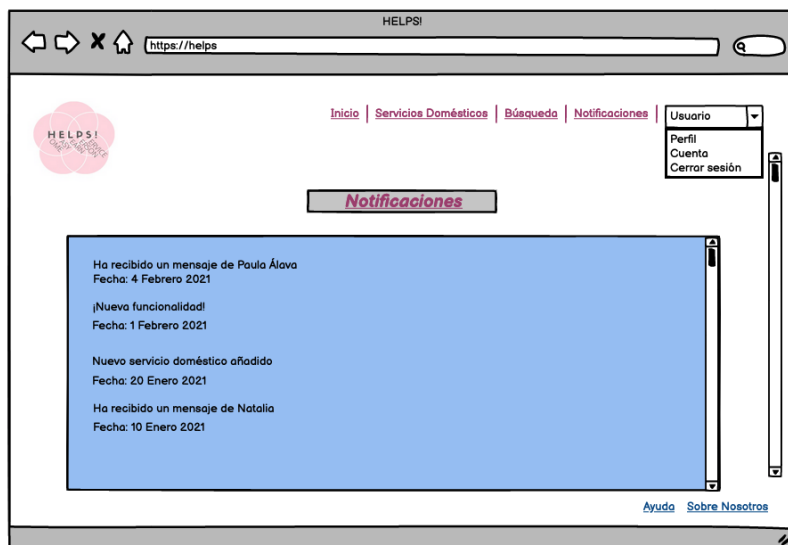 HELPS!
https://helps
HELPS!
Inicio Servicios Domésticos Búsqueda Notificaciones Usuario
Perfil
Cuenta
Cerrar sesión
Notificaciones
Ha recibido un mensaje de Paula Álava
Fecha: 4 Febrero 2021
¡Nueva funcionalidad!
Fecha: 1 Febrero 2021
Nuevo servicio doméstico añadido
Fecha: 20 Enero 2021
Ha recibido un mensaje de Natalia
Fecha: 10 Enero 2021
Ayuda Sobre Nosotros